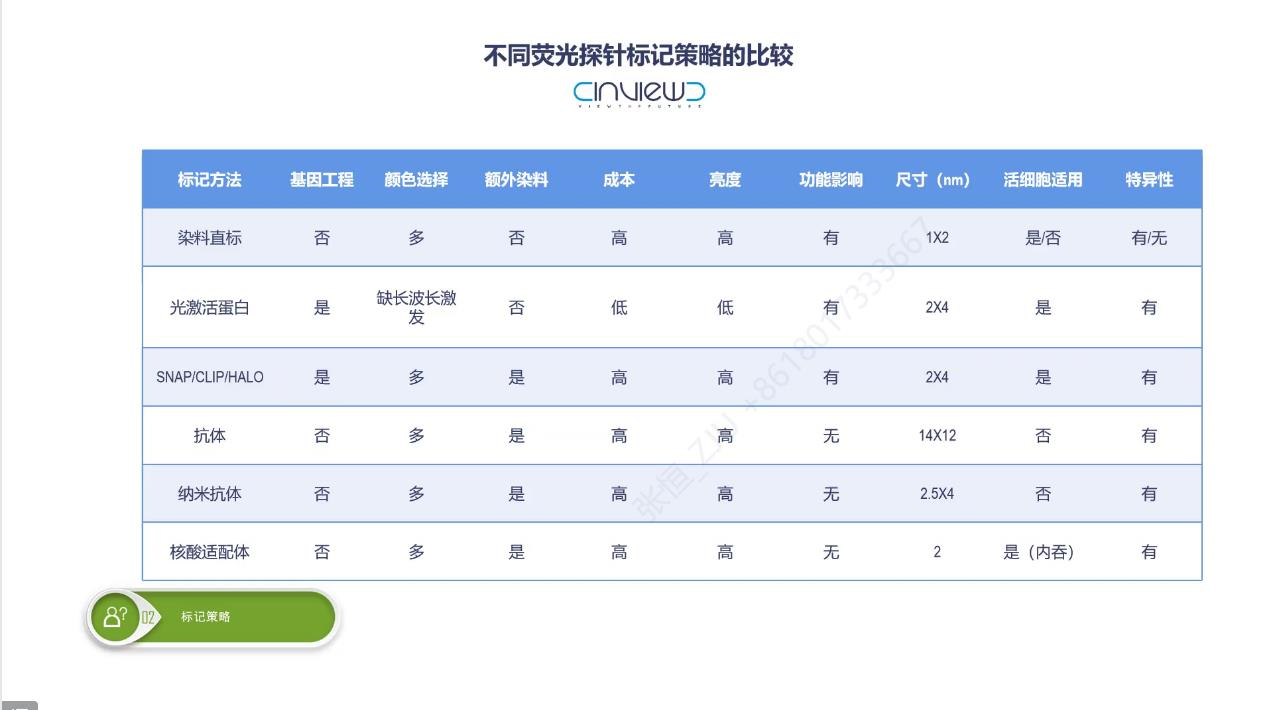 不同荧光探针标记策略的比较
CINVIEW
VIEW THE FUTURE
标记方法 基因工程 颜色选择 额外染料 成本 亮度 功能影响 尺寸（nm） 活细胞适用 特异性
染料直标 否 多 否 高 高 有 1X2 是/否 有/无
光激活蛋白 是 缺长波长激 否 低 低 有 2X4 是 有
发
SNAP/CLIP/HALO 是 多 是 高 高 有 2X4 是 有
抗体 否 多 是 高 高 无 14X12 否 有
纳米抗体 否 多 是 高 高 无 2.5X4 否 有
核酸适配体 否 多 是 高 高 无 2 是（内吞） 有
张恒_ZJU +8618017333667
02 标记策略